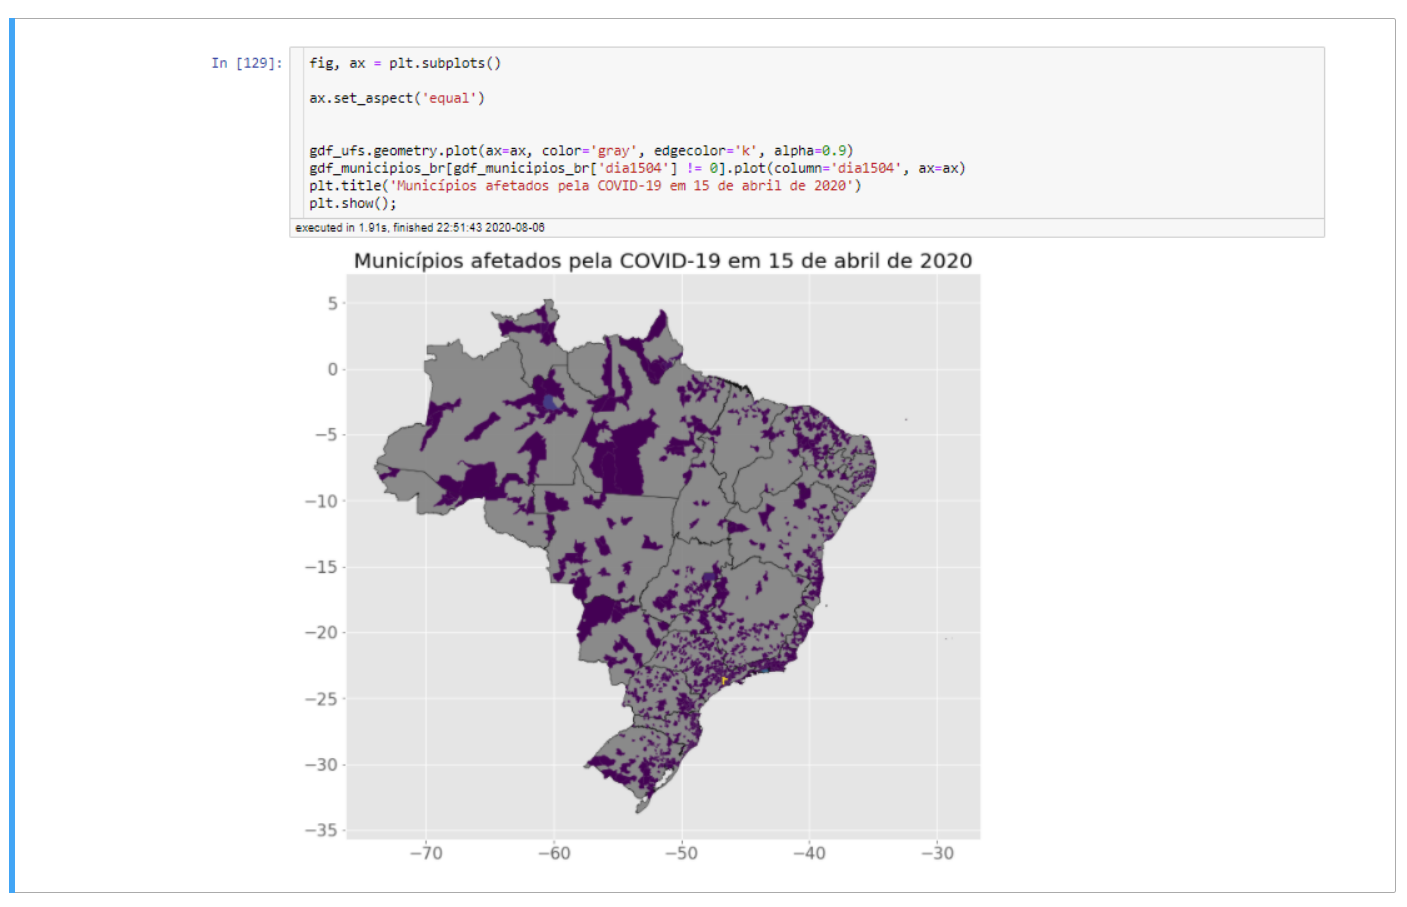 In [129]:
fig, ax = plt.subplots()
ax.set_aspect('equal')
gdf_ufs.geometry.plot(ax=ax, color='gray', edgecolor='k', alpha=0.9)
gdf_municipios_br[gdf_municipios_br['dia1504'] != 0].plot(column='dia1504', ax=ax)
plt.title('Municípios afetados pela COVID-19 em 15 de abril de 2020')
plt.show();
executed in 1.91s, finished 22:51:43 2020-08-06
Municípios afetados pela COVID-19 em 15 de abril de 2020
5
0
−5
−10
−15
−20
−25
−30
−35
−70 −60 −50 −40 −30